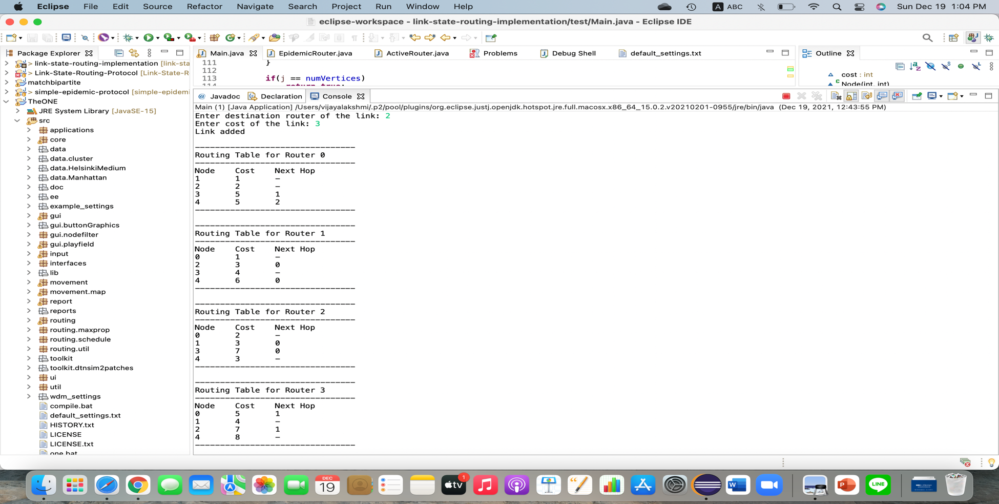 Eclipse File Edit Source Refactor Navigate Search Project Run Window Help A ABC Sun Dec 19 1:04 PM
eclipse-workspace - link-state-routing-implementation/test/Main.java - Eclipse IDE
Package Explorer
> link-state-routing-implementation [link-sta
> Link-State-Routing-Protocol [Link-State-R
matchbipartite
> simple-epidemic-protocol [simple-epidemi
TheONE
JRE System Library [JavaSE-15]
src
applications
core
data
data.cluster
data.HelsinkiMedium
data.Manhattan
doc
ee
example_settings
gui
gui.buttonGraphics
gui.nodefilter
gui.playfield
input
interfaces
lib
movement
movement.map
report
reports
routing
routing.maxprop
routing.schedule
routing.util
toolkit
toolkit.dtnsim2patches
ui
util
wdm_settings
compile.bat
default_settings.txt
HISTORY.txt
LICENSE
LICENSE.txt
one.bat
Main.java EpidemicRouter.java ActiveRouter.java Problems Debug Shell default_settings.txt
111 }
112
113 if(j == numVertices)
114 return true;
Outline
cost : int
Node(int, int)
@ Javadoc Declaration Console
Main (1) [Java Application] /Users/vijayalakshmi/.p2/pool/plugins/org.eclipse.justj.openjdk.hotspot.jre.full.macosx.x86_64_15.0.2.v20210201-0955/jre/bin/java (Dec 19, 2021, 12:43:55 PM)
Enter destination router of the link: 2
Enter cost of the link: 3
Link added
--------------------------------
Routing Table for Router 0
--------------------------------
Node Cost Next Hop
1 1 -
2 2 -
3 5 1
4 5 2
--------------------------------
--------------------------------
Routing Table for Router 1
--------------------------------
Node Cost Next Hop
0 1 -
2 3 0
3 4 -
4 6 0
--------------------------------
--------------------------------
Routing Table for Router 2
--------------------------------
Node Cost Next Hop
0 2 -
1 3 0
3 7 0
4 3 -
--------------------------------
--------------------------------
Routing Table for Router 3
--------------------------------
Node Cost Next Hop
0 5 1
1 4 -
2 7 1
4 8 -
--------------------------------
DEC
19
tv
1
W
P
LINE